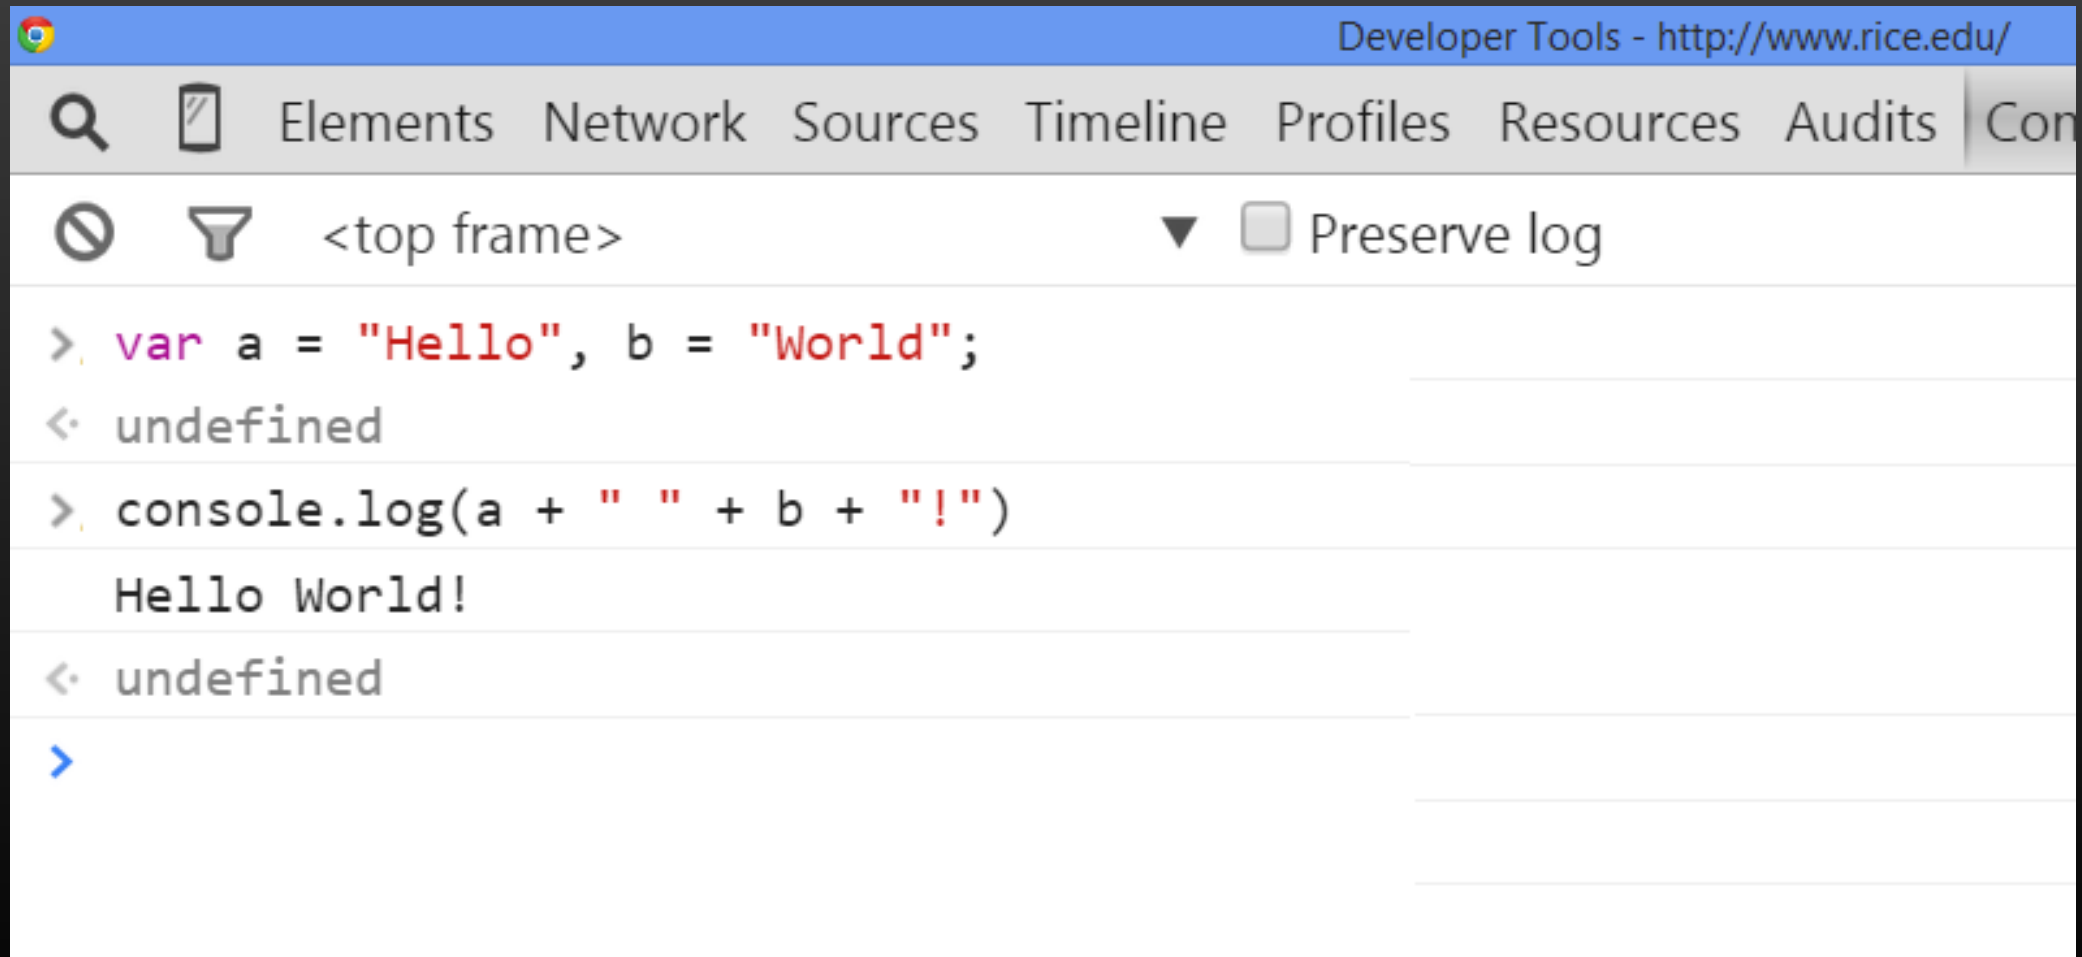 Developer Tools - http://www.rice.edu/
Elements Network Sources Timeline Profiles Resources Audits Con
<top frame> ▼ Preserve log
> var a = "Hello", b = "World";
<· undefined
> console.log(a + " " + b + "!")
Hello World!
<· undefined
>